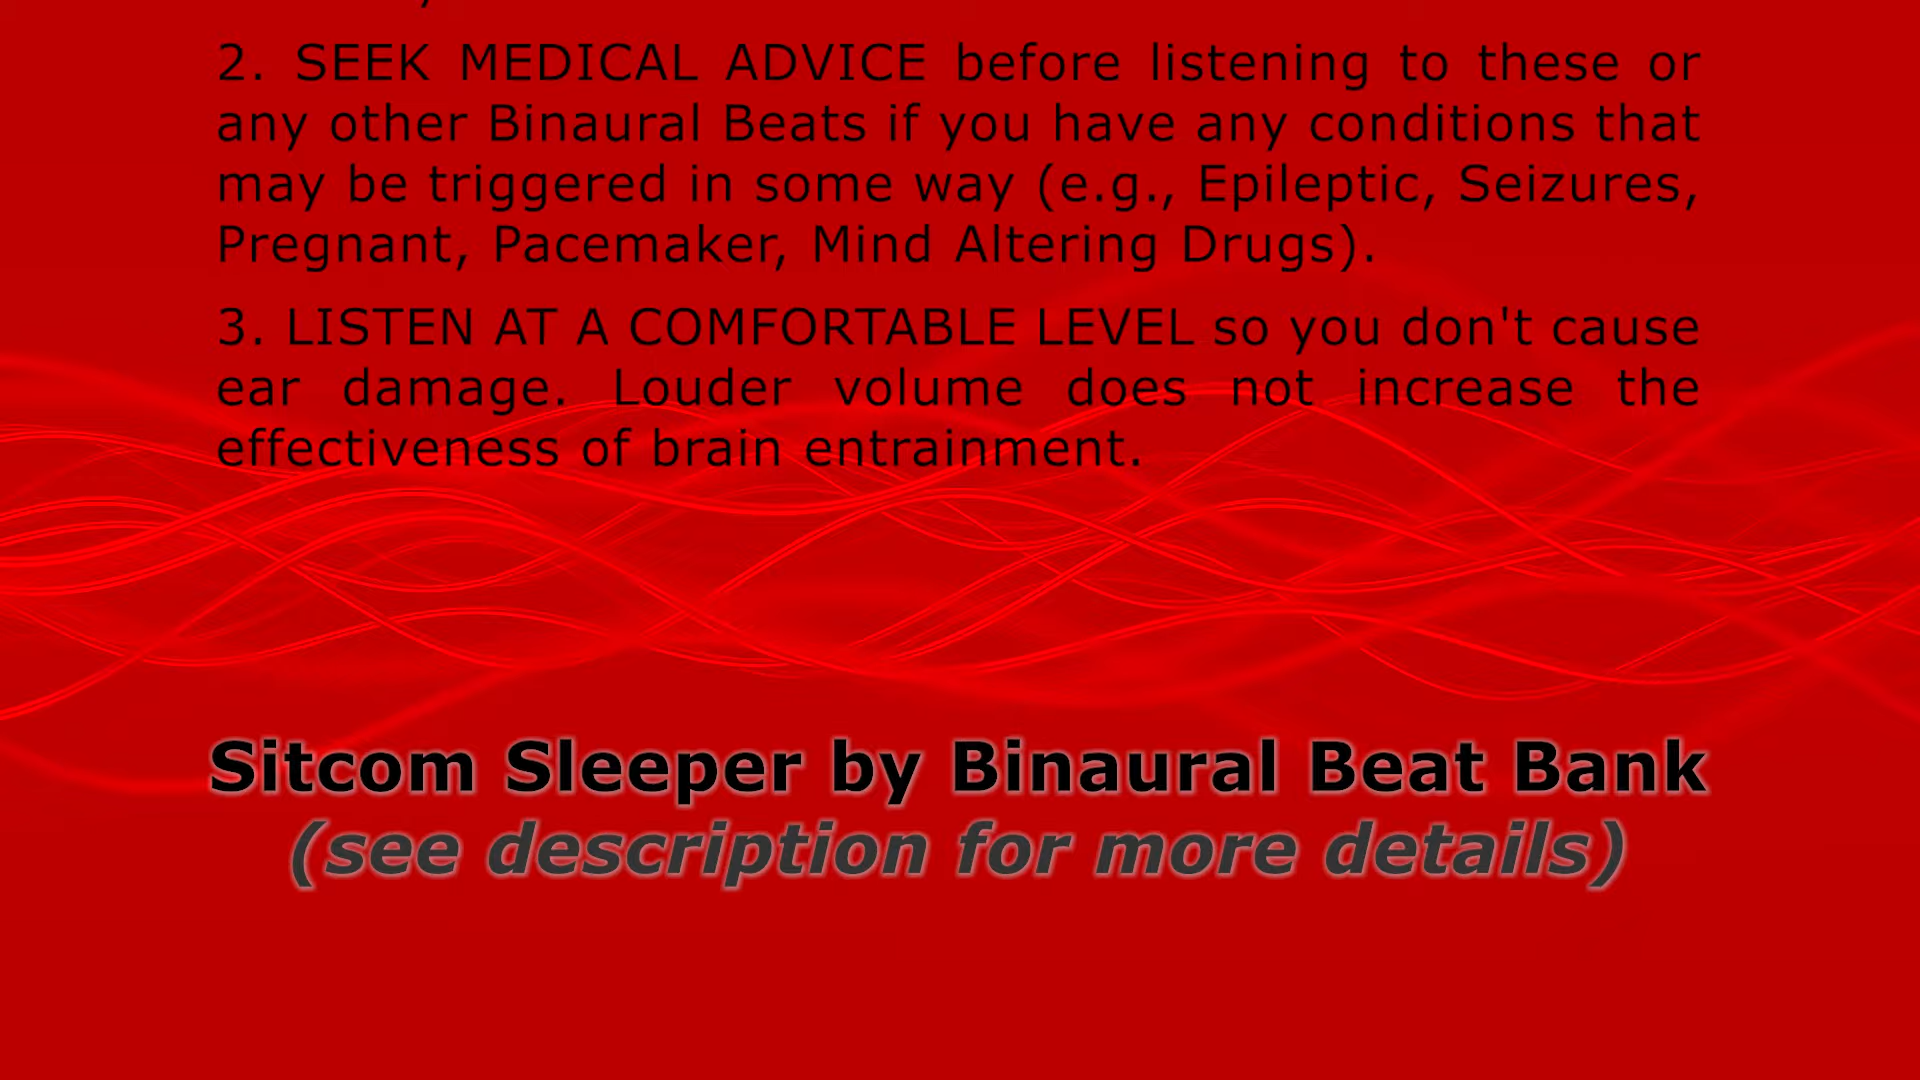 2. SEEK MEDICAL ADVICE before listening to these or
any other Binaural Beats if you have any conditions that
may be triggered in some way (e.g., Epileptic, Seizures,
Pregnant, Pacemaker, Mind Altering Drugs).
3. LISTEN AT A COMFORTABLE LEVEL so you don't cause
ear damage. Louder volume does not increase the
effectiveness of brain entrainment.
Sitcom Sleeper by Binaural Beat Bank
(see description for more details)